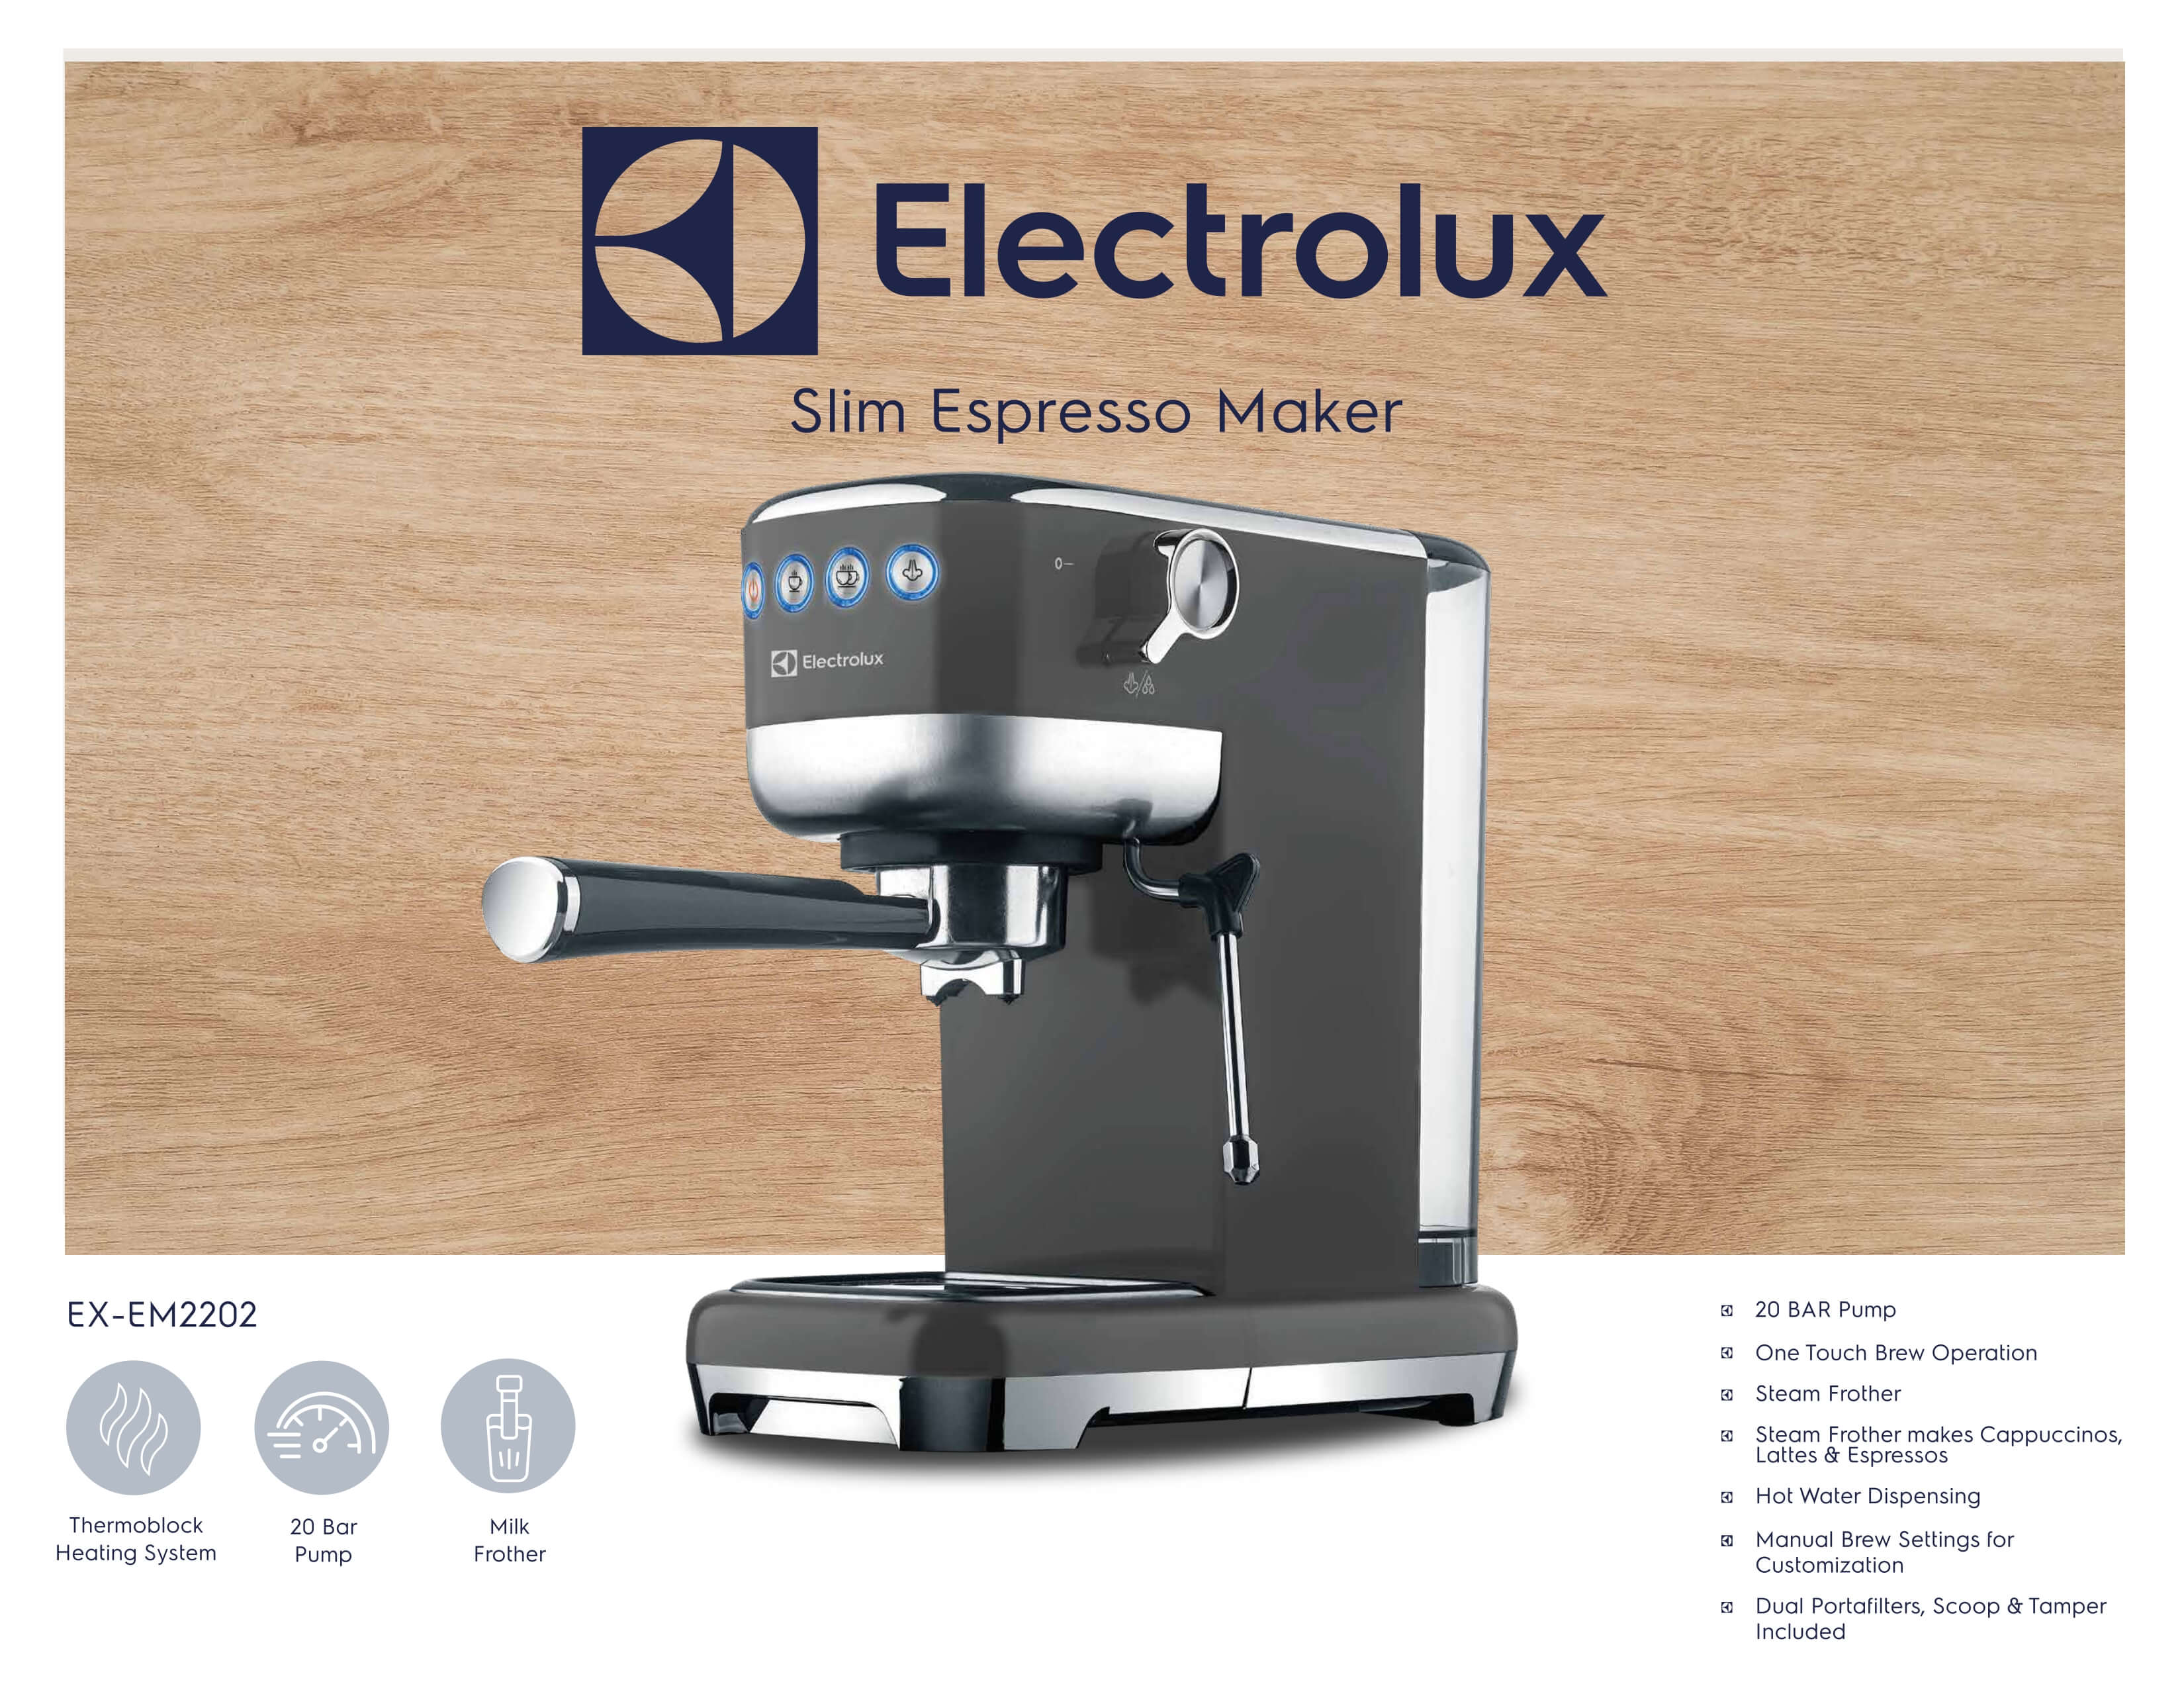 Electrolux
Slim Espresso Maker
0
Electrolux
EX-EM2202
Thermoblock
Heating System
20 Bar
Pump
Milk
Frother
20 BAR Pump
One Touch Brew Operation
Steam Frother
Steam Frother makes Cappuccinos,
Lattes & Espressos
Hot Water Dispensing
Manual Brew Settings for
Customization
Dual Portafilters, Scoop & Tamper
Included